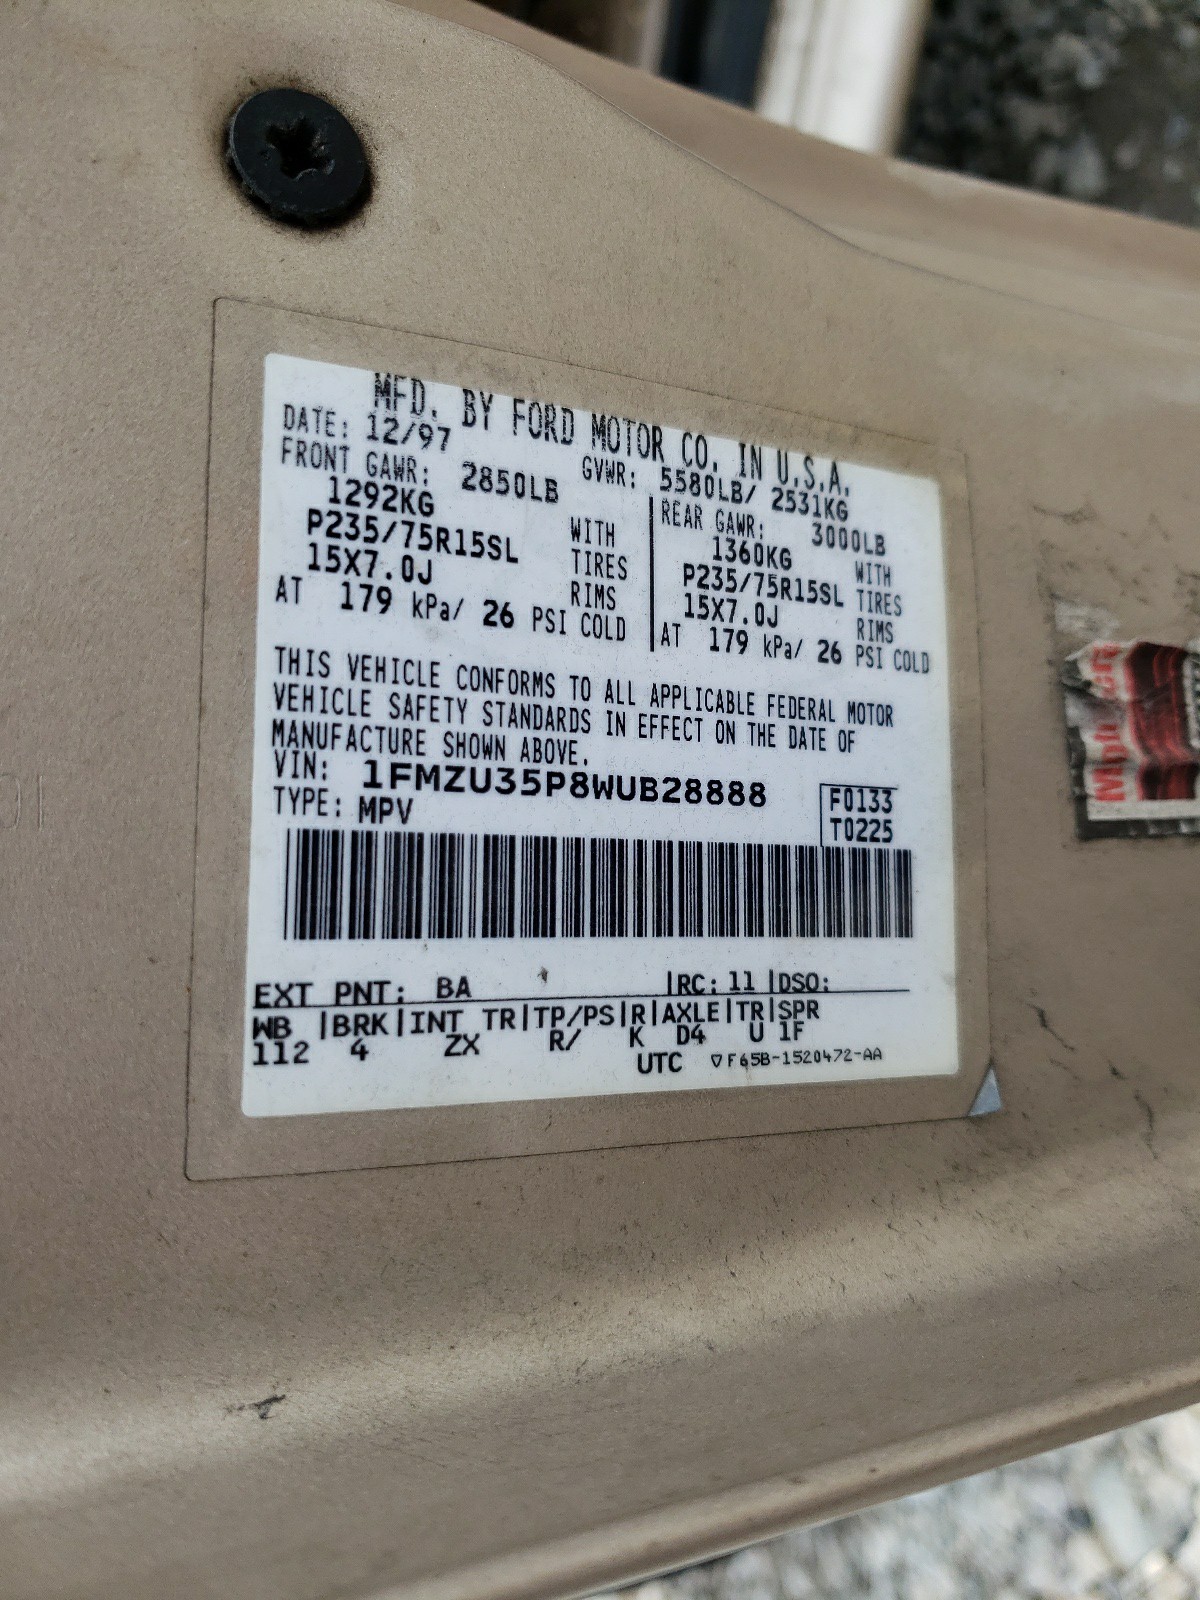 MFD. BY FORD MOTOR CO. IN U.S.A.
DATE: 12/97 GVWR: 5580LB/ 2531KG
FRONT GAWR: 2850LB REAR GAWR: 3000LB
1292KG WITH 1360KG WITH
P235/75R15SL TIRES P235/75R15SL TIRES
15X7.0J RIMS 15X7.0J RIMS
AT 179 kPa/ 26 PSI COLD AT 179 kPa/ 26 PSI COLD
THIS VEHICLE CONFORMS TO ALL APPLICABLE FEDERAL MOTOR
VEHICLE SAFETY STANDARDS IN EFFECT ON THE DATE OF
MANUFACTURE SHOWN ABOVE.
VIN: 1FMZU35P8WUB28888 F0133
TYPE: MPV T0225
EXT PNT: BA RC: 11 DSO:
WB BRK INT TR TP/PS R AXLE TR SPR
112 4 ZX R/ K D4 U 1F
UTC ▽F65B-1520472-AA